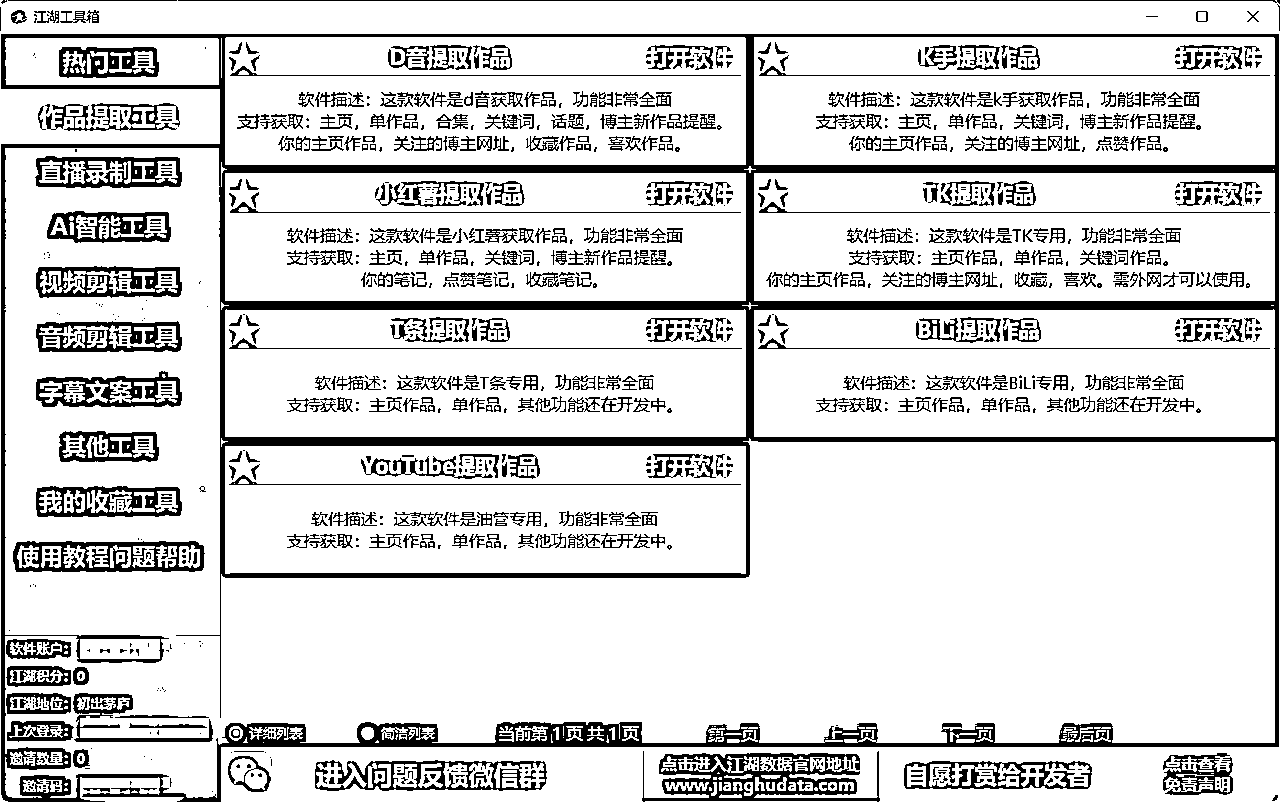 江湖工具箱
热门工具
作品提取工具
直播录制工具
Ai智能工具
视频剪辑工具
音频剪辑工具
字幕文案工具
其他工具
我的收藏工具
使用教程问题帮助
软件账户:
江湖积分: 0
江湖地位: 初出茅庐
上次登录:
邀请数量: 0
邀请码:
D音提取作品 打开软件
软件描述：这款软件是d音获取作品，功能非常全面
支持获取：主页，单作品，合集，关键词，话题，博主新作品提醒。
你的主页作品，关注的博主网址，收藏作品，喜欢作品。
K手提取作品 打开软件
软件描述：这款软件是k手获取作品，功能非常全面
支持获取：主页，单作品，关键词，博主新作品提醒。
你的主页作品，关注的博主网址，点赞作品。
小红薯提取作品 打开软件
软件描述：这款软件是小红薯获取作品，功能非常全面
支持获取：主页，单作品，关键词，博主新作品提醒。
你的笔记，点赞笔记，收藏笔记。
TK提取作品 打开软件
软件描述：这款软件是TK专用，功能非常全面
支持获取：主页作品，单作品，关键词作品。
你的主页作品，关注的博主网址，收藏，喜欢。需外网才可以使用。
T条提取作品 打开软件
软件描述：这款软件是T条专用，功能非常全面
支持获取：主页作品，单作品，其他功能还在开发中。
BiLi提取作品 打开软件
软件描述：这款软件是BiLi专用，功能非常全面
支持获取：主页作品，单作品，其他功能还在开发中。
YouTube提取作品 打开软件
软件描述：这款软件是油管专用，功能非常全面
支持获取：主页作品，单作品，其他功能还在开发中。
详细列表 简洁列表 当前第 1 页 共 1 页 第一页 上一页 下一页 最后页
进入问题反馈微信群
点击进入江湖数据官网地址
www.jianghudata.com
自愿打赏给开发者
点击查看
免责声明